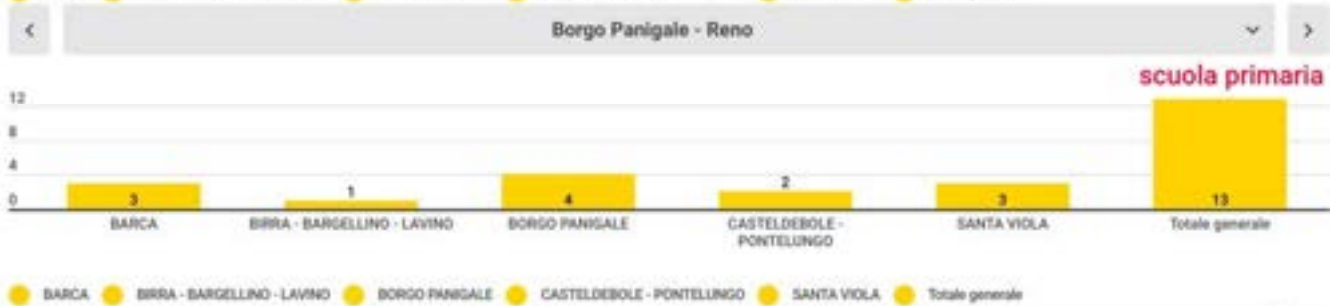 Borgo Panigale - Reno
scuola primaria
12
8
4
0
3
1
4
2
3
13
BARCA
BIRRA - BARGELLINO - LAVINO
BORGO PANIGALE
CASTELDEBOLE -
PONTELUNGO
SANTA VIOLA
Totale generale
BARCA BIRRA - BARGELLINO - LAVINO BORGO PANIGALE CASTELDEBOLE - PONTELUNGO SANTA VIOLA Totale generale